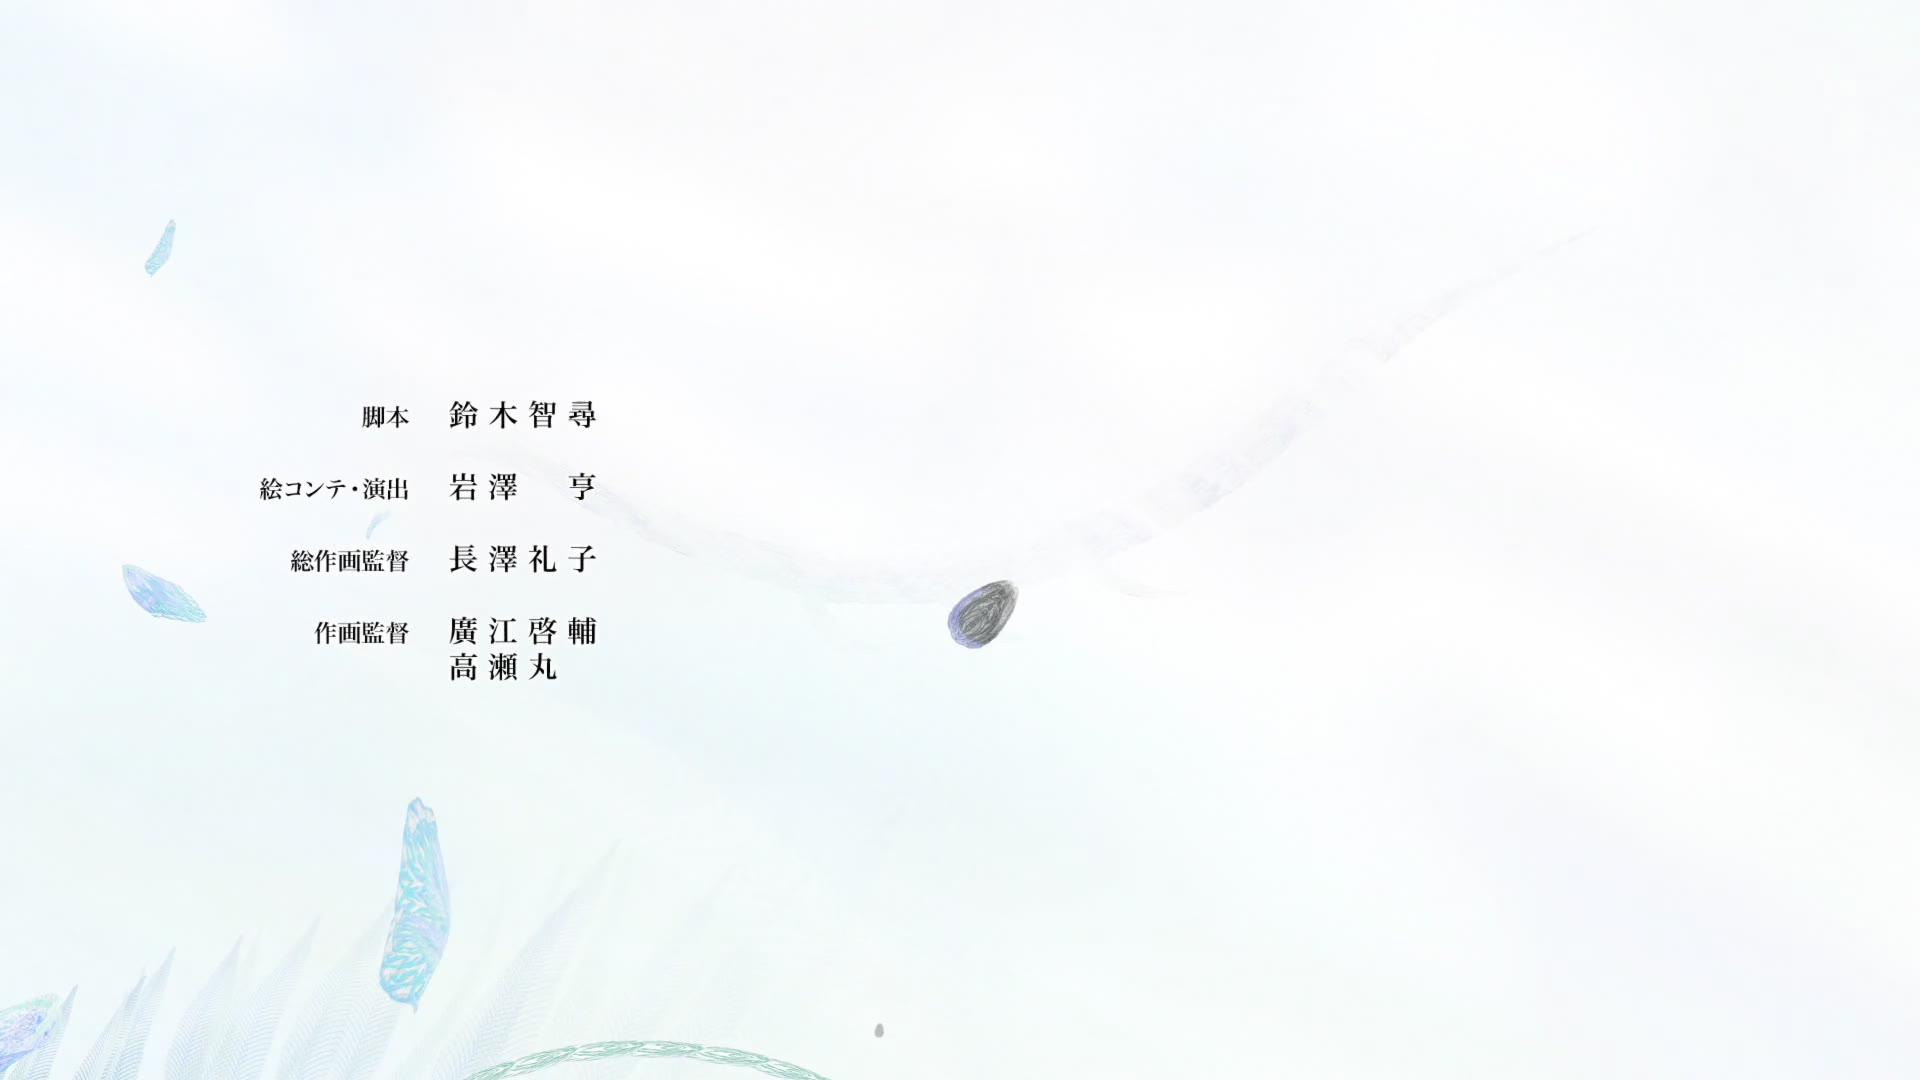 脚本 鈴木智尋
絵コンテ・演出 岩澤 亨
総作画監督 長澤礼子
作画監督 廣江啓輔
高瀬丸